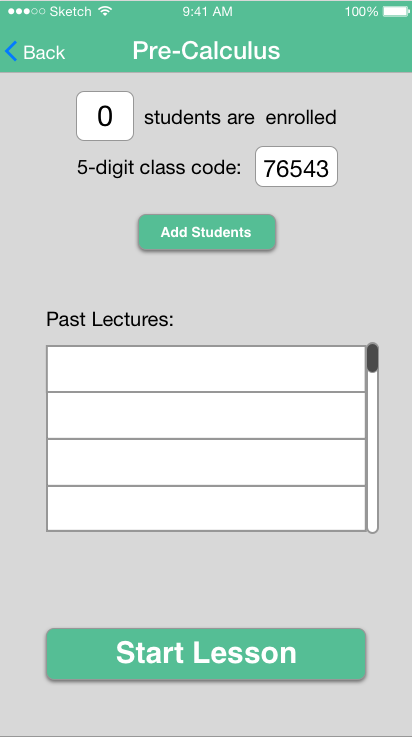 Sketch 9:41 AM 100%
Back Pre-Calculus
0 students are enrolled
5-digit class code: 76543
Add Students
Past Lectures:
Start Lesson